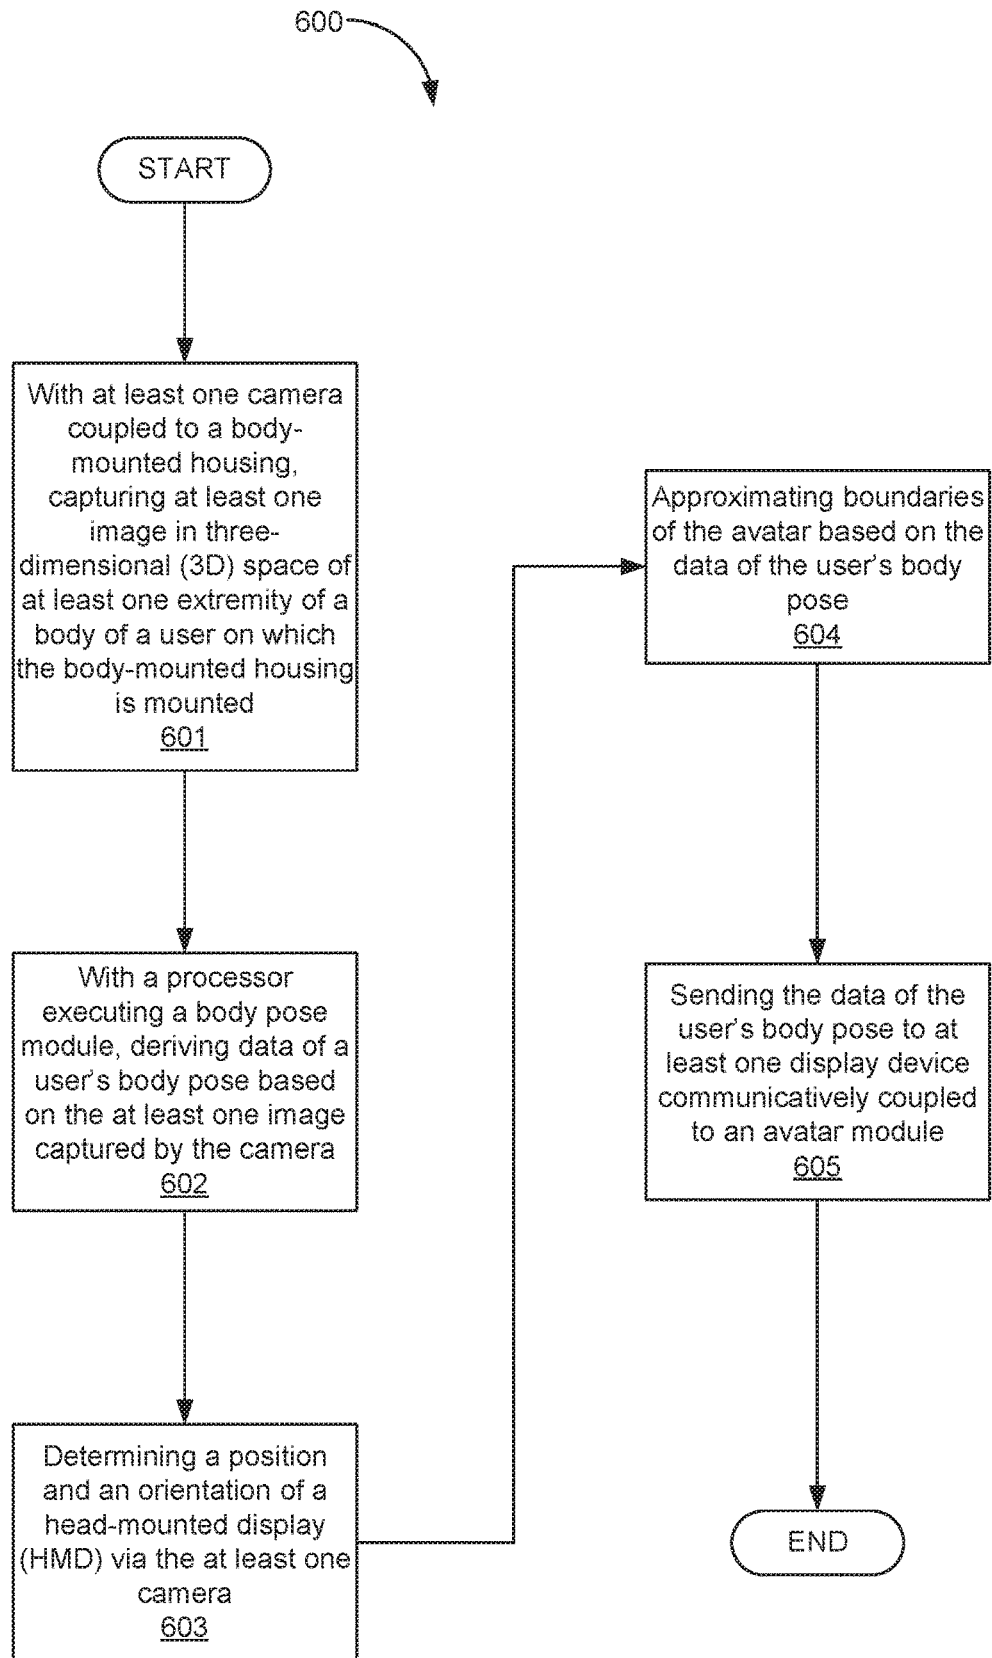 600
START
With at least one camera
coupled to a body-
mounted housing,
capturing at least one
image in three-
dimensional (3D) space of
at least one extremity of a
body of a user on which
the body-mounted housing
is mounted
601
With a processor
executing a body pose
module, deriving data of a
user's body pose based
on the at least one image
captured by the camera
602
Determining a position
and an orientation of a
head-mounted display
(HMD) via the at least one
camera
603
Approximating boundaries
of the avatar based on the
data of the user's body
pose
604
Sending the data of the
user's body pose to at
least one display device
communicatively coupled
to an avatar module
605
END